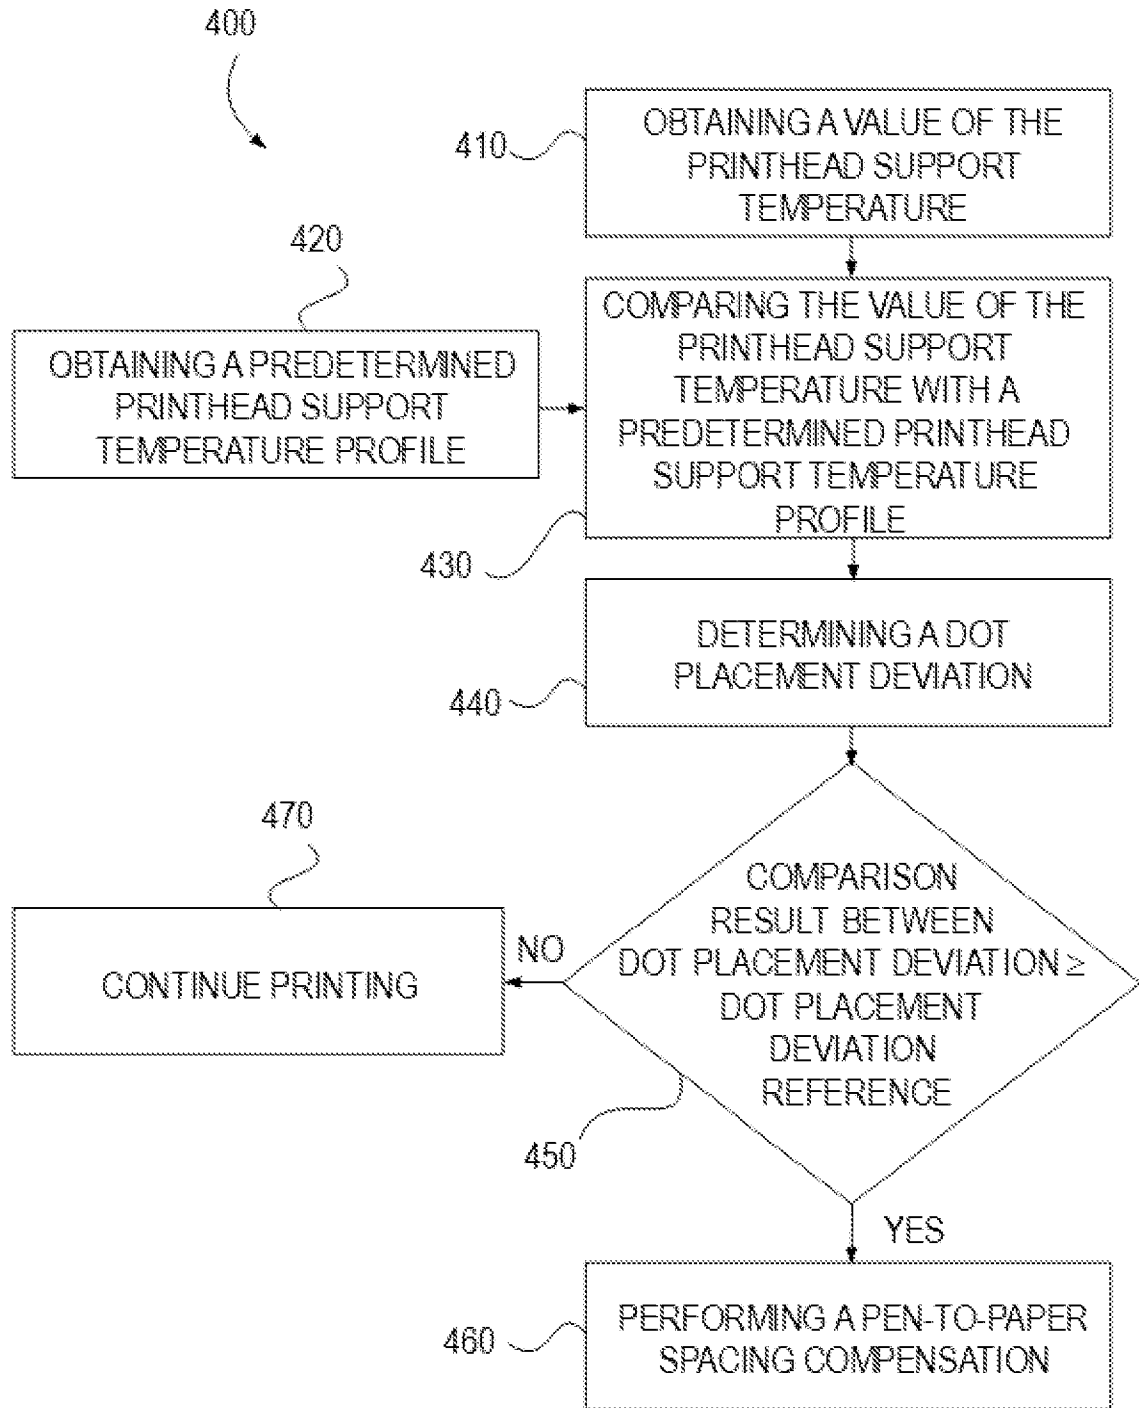 400
410
OBTAINING A VALUE OF THE
PRINTHEAD SUPPORT
TEMPERATURE
420
OBTAINING A PREDETERMINED
PRINTHEAD SUPPORT
TEMPERATURE PROFILE
COMPARING THE VALUE OF THE
PRINTHEAD SUPPORT
TEMPERATURE WITH A
PREDETERMINED PRINTHEAD
SUPPORT TEMPERATURE
PROFILE
430
DETERMINING A DOT
PLACEMENT DEVIATION
440
470
CONTINUE PRINTING
NO
COMPARISON
RESULT BETWEEN
DOT PLACEMENT DEVIATION ≥
DOT PLACEMENT
DEVIATION
REFERENCE
450
YES
PERFORMING A PEN-TO-PAPER
SPACING COMPENSATION
460